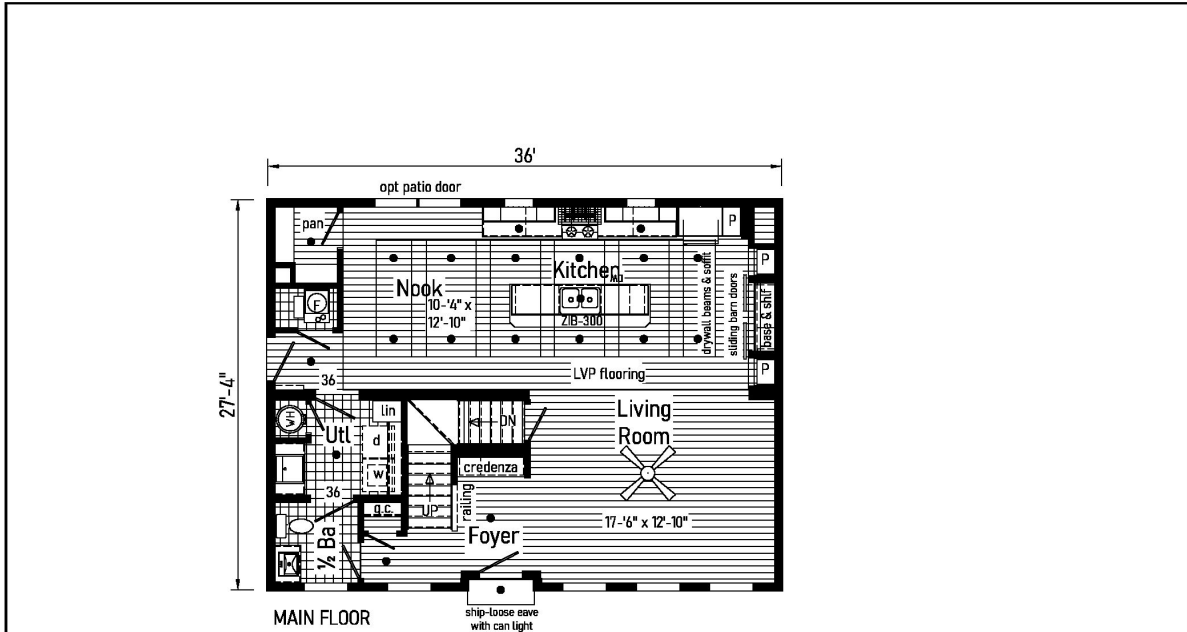 36'
opt patio door
pan
P
Kitchen
MO
P
Nook
10'-4" x
12'-10"
F
ZIB-300
drywall beams & soffit
sliding barn doors
base & shlf
27'-4"
LVP flooring
P
36
lin
WH
Utl
d
DN
Living
Room
w
credenza
36
g.c.
UP
railing
17'-6" x 12'-10"
½ Ba
Foyer
MAIN FLOOR
ship-loose eave
with can light